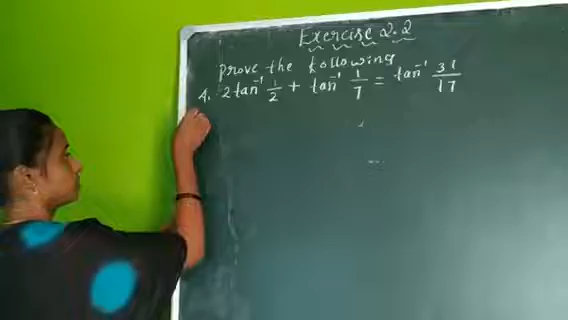 Exercise 2.2
Prove the following
4. 2 tan⁻¹ 1/2 + tan⁻¹ 1/7 = tan⁻¹ 31/17